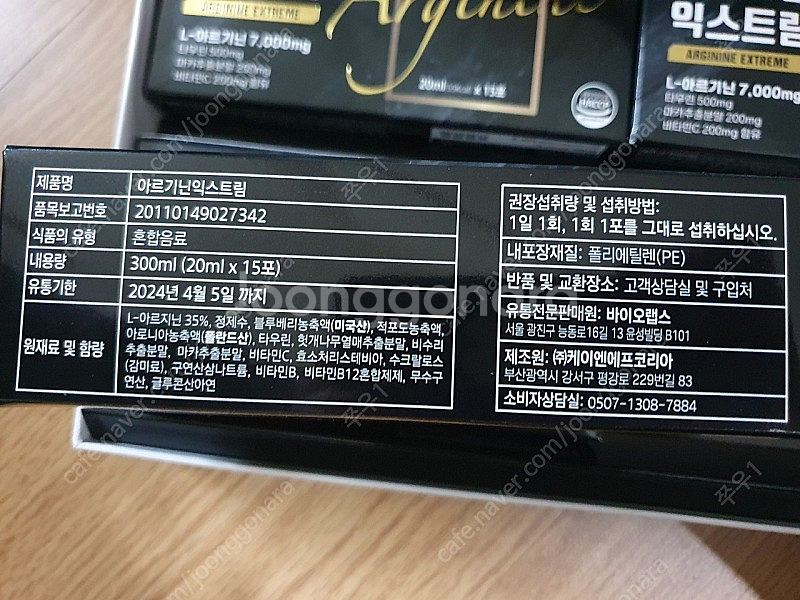 ARGININE EXTREME
Arginine
L-아르기닌 7,000mg
타우린 500mg
마카추출분말 200mg
비타민C 200mg 함유
20ml x 15포
HACCP
익스트림
ARGININE EXTREME
L-아르기닌 7,000mg
타우린 500mg
마카추출분말 200mg
비타민C 200mg 함유
제품명 아르기닌익스트림
품목보고번호 20110149027342
식품의 유형 혼합음료
내용량 300ml (20ml x 15포)
유통기한 2024년 4월 5일 까지
원재료 및 함량
L-아르지닌 35%, 정제수, 블루베리농축액(미국산), 적포도농축액,
아로니아농축액(폴란드산), 타우린, 헛개나무열매추출분말, 비수리
추출분말, 마카추출분말, 비타민C, 효소처리스테비아, 수크랄로스
(감미료), 구연산삼나트륨, 비타민B, 비타민B12혼합제제, 무수구
연산, 글루콘산아연
권장섭취량 및 섭취방법:
1일 1회, 1회 1포를 그대로 섭취하십시오.
내포장재질: 폴리에틸렌(PE)
반품 및 교환장소: 고객상담실 및 구입처
유통전문판매원: 바이오랩스
서울 광진구 능동로16길 13 윤성빌딩 B101
제조원: ㈜케이엔에프코리아
부산광역시 강서구 평강로 229번길 83
소비자상담실: 0507-1308-7884
joonggonara
cafe.naver.com/joonggonara
쭈우1